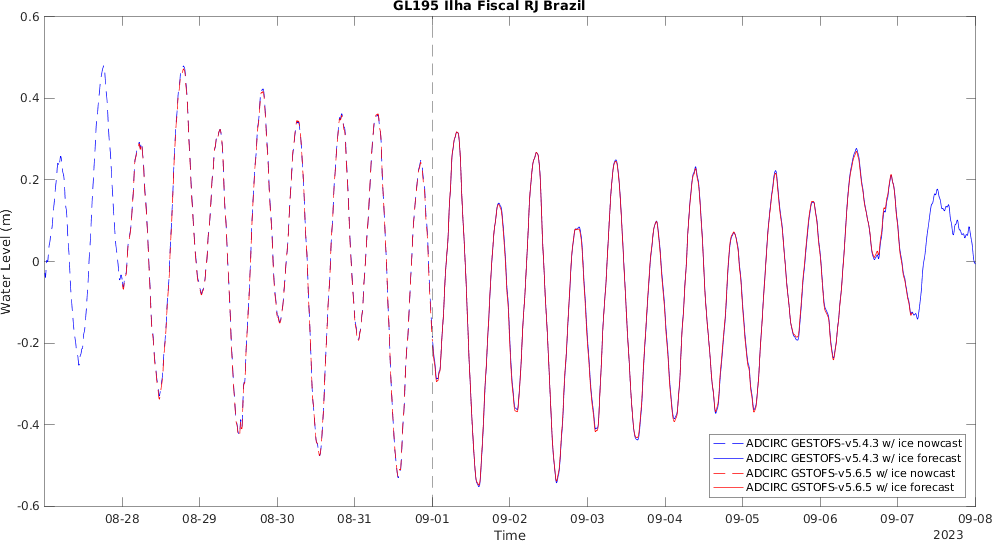 GL195 Ilha Fiscal RJ Brazil
0.6
0.4
0.2
0
-0.2
-0.4
-0.6
Water Level (m)
08-28 08-29 08-30 08-31 09-01 09-02 09-03 09-04 09-05 09-06 09-07 09-08
Time
2023
ADCIRC GESTOFS-v5.4.3 w/ ice nowcast
ADCIRC GESTOFS-v5.4.3 w/ ice forecast
ADCIRC GSTOFS-v5.6.5 w/ ice nowcast
ADCIRC GSTOFS-v5.6.5 w/ ice forecast